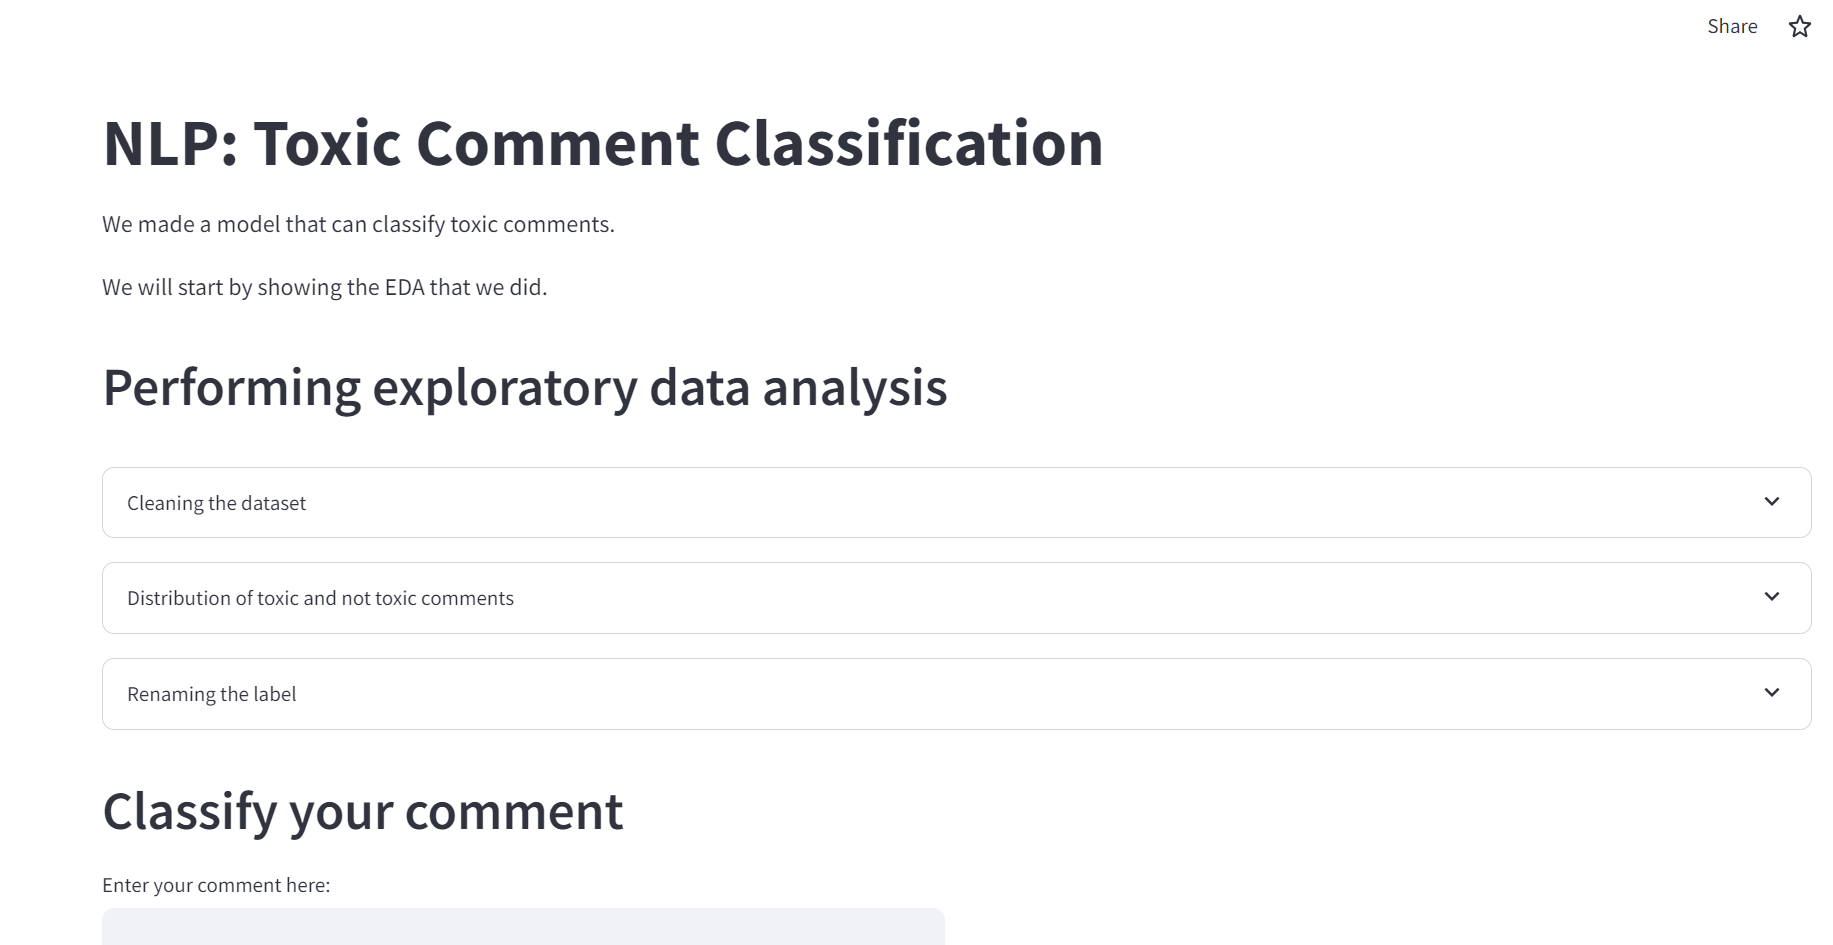 Share
NLP: Toxic Comment Classification
We made a model that can classify toxic comments.
We will start by showing the EDA that we did.
Performing exploratory data analysis
Cleaning the dataset
Distribution of toxic and not toxic comments
Renaming the label
Classify your comment
Enter your comment here: